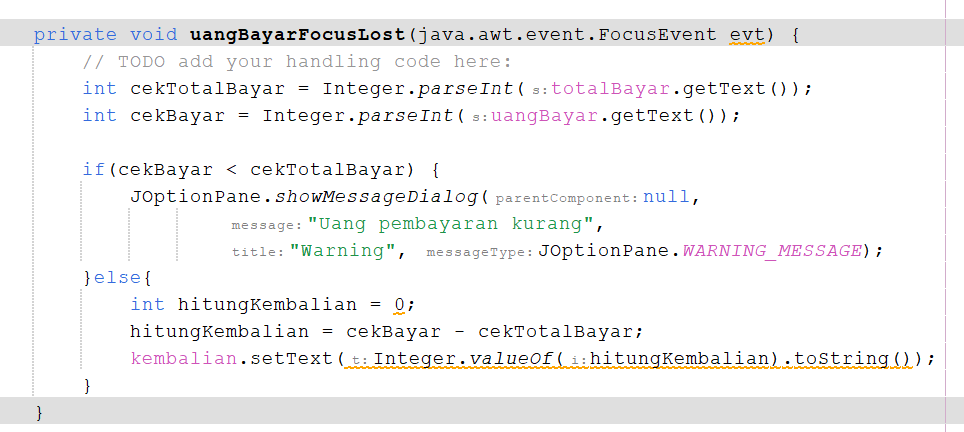 private void uangBayarFocusLost(java.awt.event.FocusEvent evt) {
// TODO add your handling code here:
int cekTotalBayar = Integer.parseInt( s:totalBayar.getText());
int cekBayar = Integer.parseInt( s:uangBayar.getText());
if(cekBayar < cekTotalBayar) {
JOptionPane.showMessageDialog( parentComponent: null,
message: "Uang pembayaran kurang",
title: "Warning", messageType: JOptionPane.WARNING_MESSAGE);
}else{
int hitungKembalian = 0;
hitungKembalian = cekBayar - cekTotalBayar;
kembalian.setText( t: Integer.valueOf( i: hitungKembalian).toString());
}
}